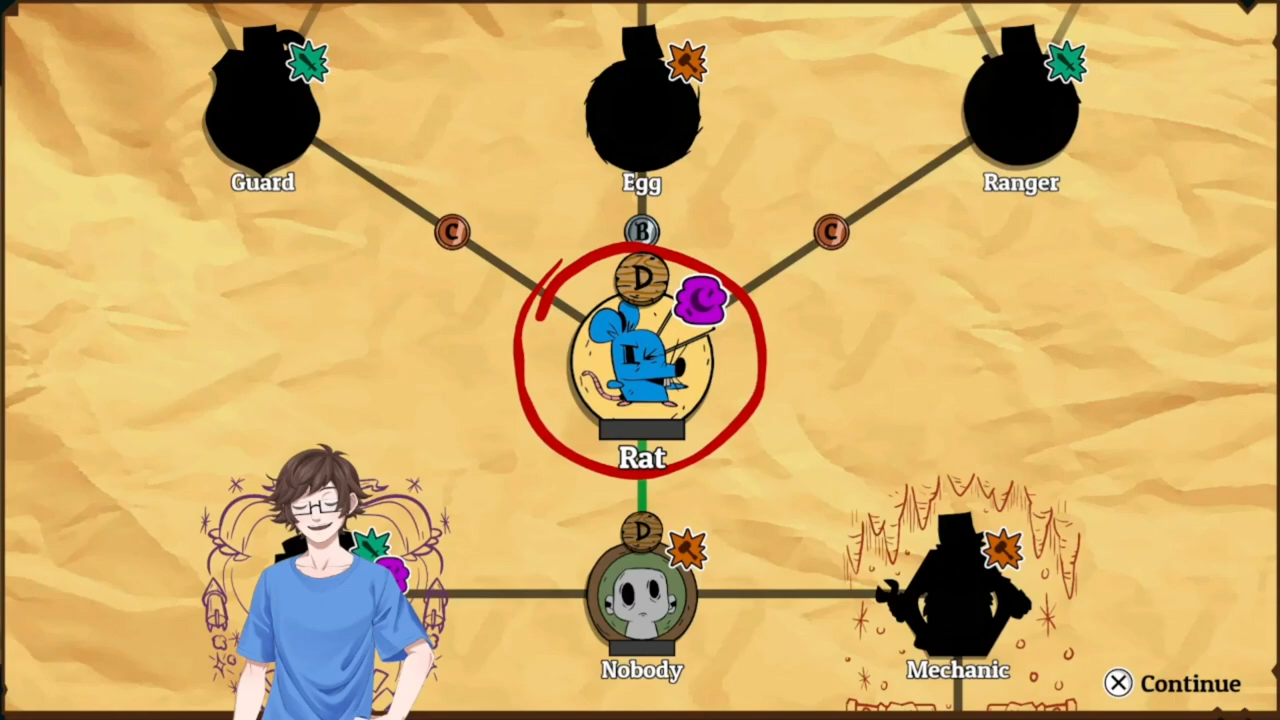 Guard
Egg
Ranger
C
B
C
D
Rat
D
Nobody
Mechanic
Continue